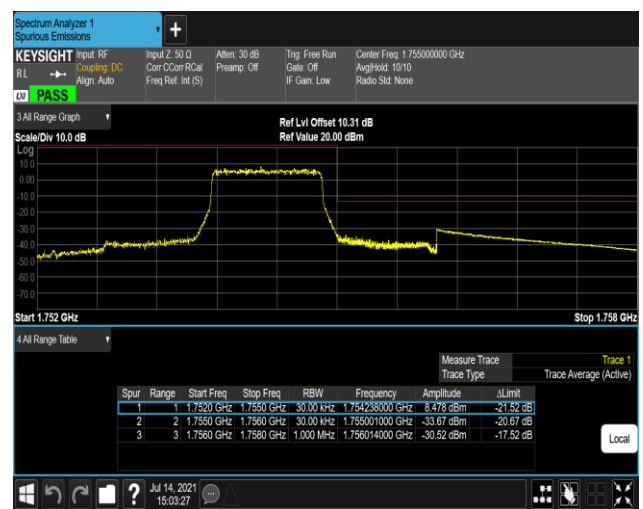 Spectrum Analyzer 1
Spurious Emissions
+
KEYSIGHT Input: RF Input Z: 50 Ω Atten: 30 dB Trig: Free Run Center Freq: 1.755000000 GHz
RL Coupling: DC Corr CCorr RCal Preamp: Off Gate: Off Avg|Hold: 10/10
Align: Auto Freq Ref: Int (S) IF Gain: Low Radio Std: None
LXI PASS
3 All Range Graph
Ref Lvl Offset 10.31 dB
Scale/Div 10.0 dB Ref Value 20.00 dBm
Log
10.0
0.00
-10.0
-20.0
-30.0
-40.0
-50.0
-60.0
-70.0
Start 1.752 GHz Stop 1.758 GHz
4 All Range Table
Measure Trace Trace 1
Trace Type Trace Average (Active)
Spur Range Start Freq Stop Freq RBW Frequency Amplitude ΔLimit
1 1 1.7520 GHz 1.7550 GHz 30.00 kHz 1.754238000 GHz 8.478 dBm -21.52 dB
2 2 1.7550 GHz 1.7560 GHz 30.00 kHz 1.755001000 GHz -33.67 dBm -20.67 dB
3 3 1.7560 GHz 1.7580 GHz 1.000 MHz 1.756014000 GHz -30.52 dBm -17.52 dB
Local
? Jul 14, 2021
15:03:27